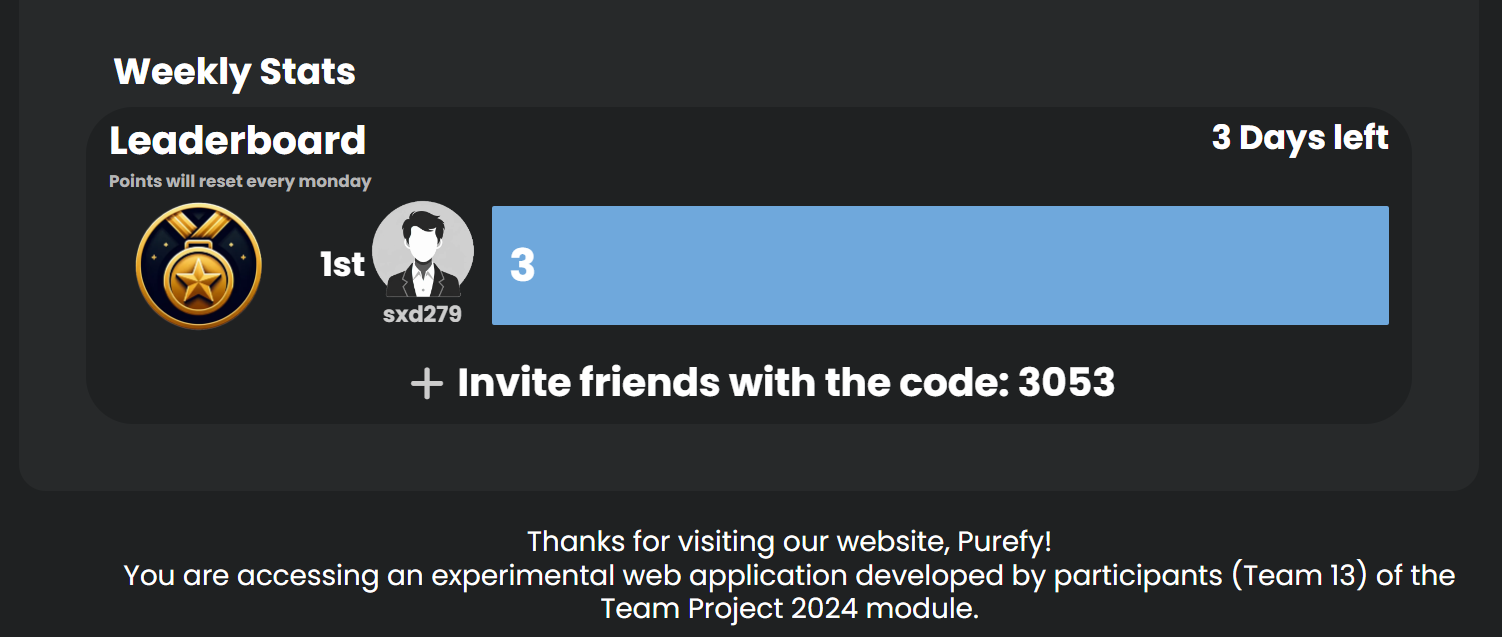 Weekly Stats
Leaderboard
3 Days left
Points will reset every monday
1st
3
sxd279
Invite friends with the code: 3053
Thanks for visiting our website, Purefy!
You are accessing an experimental web application developed by participants (Team 13) of the
Team Project 2024 module.